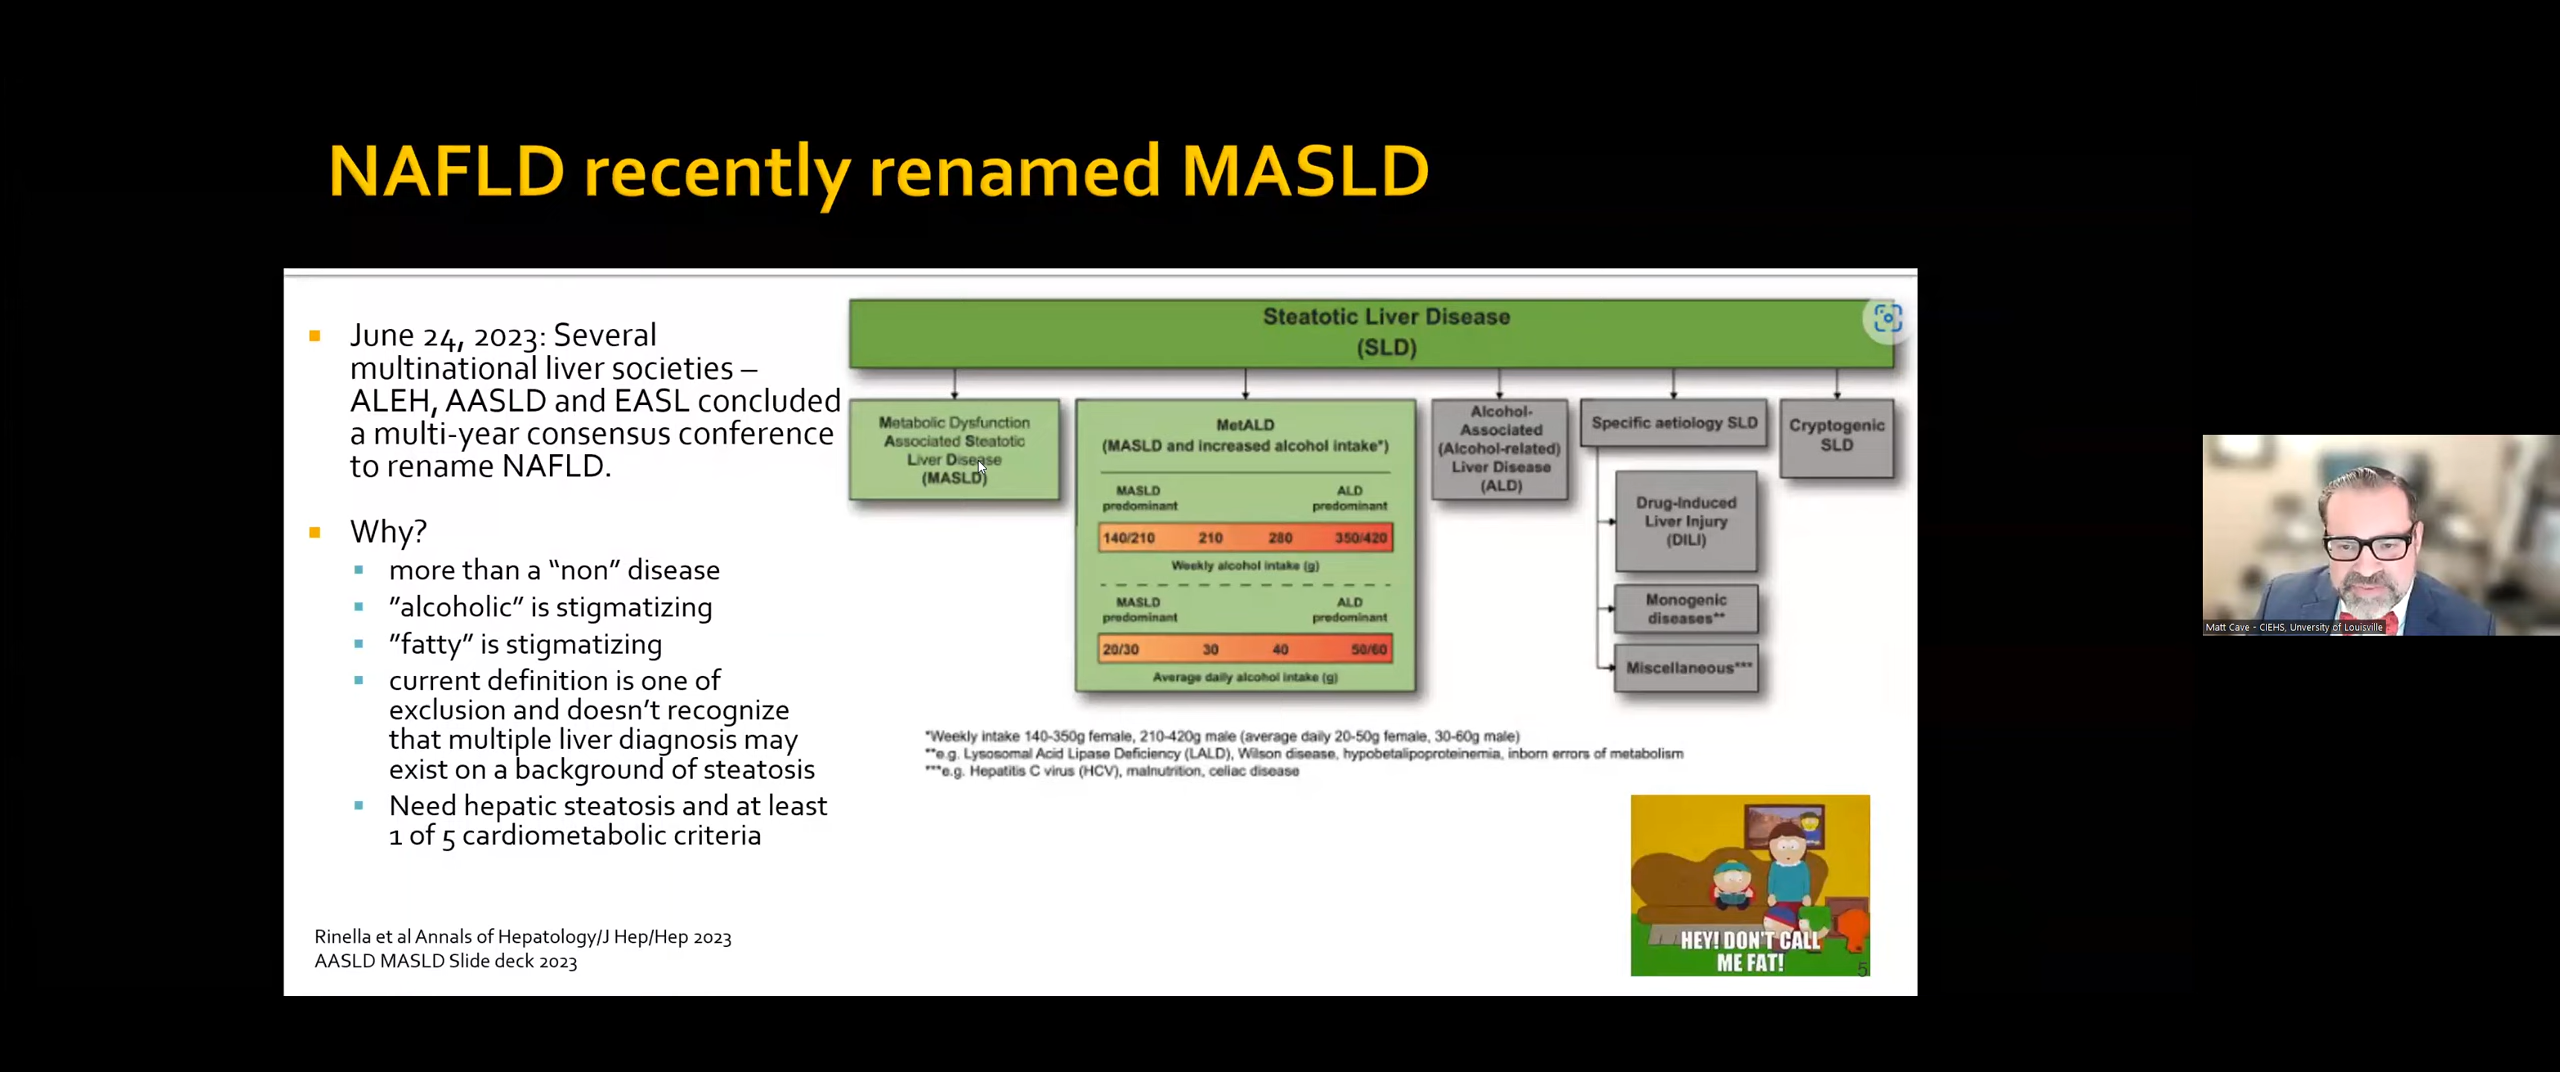 NAFLD recently renamed MASLD
June 24, 2023: Several
multinational liver societies –
ALEH, AASLD and EASL concluded
a multi-year consensus conference
to rename NAFLD.
Why?
more than a “non” disease
”alcoholic” is stigmatizing
”fatty” is stigmatizing
current definition is one of
exclusion and doesn’t recognize
that multiple liver diagnosis may
exist on a background of steatosis
Need hepatic steatosis and at least
1 of 5 cardiometabolic criteria
Rinella et al Annals of Hepatology/J Hep/Hep 2023
AASLD MASLD Slide deck 2023
Steatotic Liver Disease
(SLD)
Metabolic Dysfunction
Associated Steatotic
Liver Disease
(MASLD)
MetALD
(MASLD and increased alcohol intake*)
MASLD predominant
ALD predominant
140/210 210 280 350/420
Weekly alcohol intake (g)
MASLD predominant
ALD predominant
20/30 30 40 50/60
Average daily alcohol intake (g)
Alcohol-
Associated
(Alcohol-related)
Liver Disease
(ALD)
Specific aetiology SLD
Drug-Induced
Liver Injury
(DILI)
Monogenic
diseases**
Miscellaneous***
Cryptogenic
SLD
*Weekly intake 140-350g female, 210-420g male (average daily 20-50g female, 30-60g male)
**e.g. Lysosomal Acid Lipase Deficiency (LALD), Wilson disease, hypobetalipoproteinemia, inborn errors of metabolism
***e.g. Hepatitis C virus (HCV), malnutrition, celiac disease
HEY! DON'T CALL
ME FAT!
5
Matt Cave - CIEHS, Unversity of Louisville